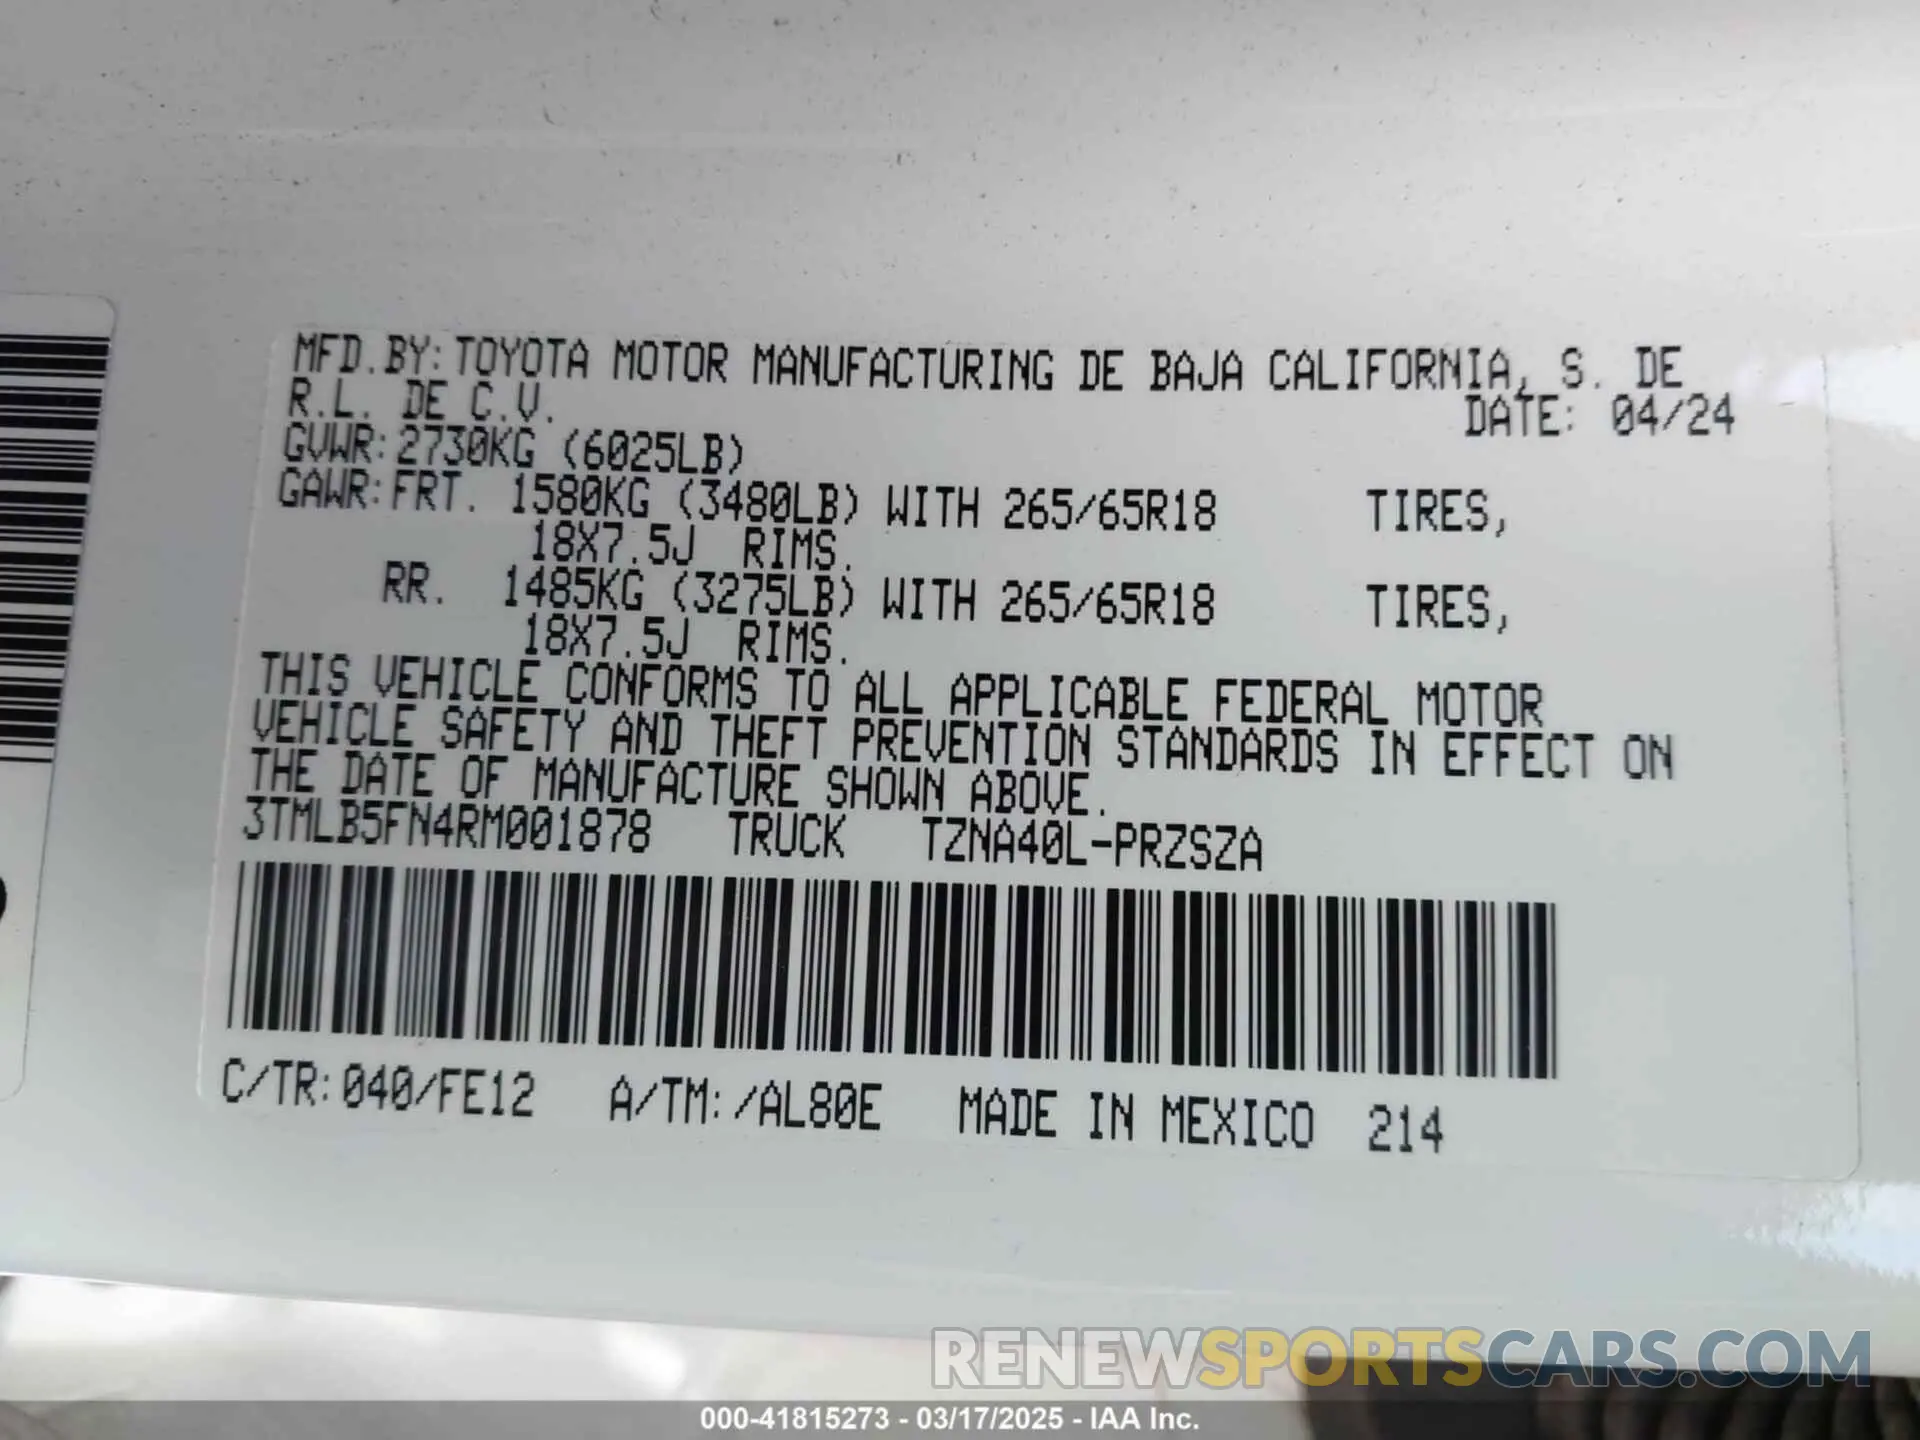 MFD.BY:TOYOTA MOTOR MANUFACTURING DE BAJA CALIFORNIA, S. DE
R.L. DE C.V.
DATE: 04/24
GVWR:2730KG (6025LB)
GAWR:FRT. 1580KG (3480LB) WITH 265/65R18 TIRES,
18X7.5J RIMS.
RR. 1485KG (3275LB) WITH 265/65R18 TIRES,
18X7.5J RIMS.
THIS VEHICLE CONFORMS TO ALL APPLICABLE FEDERAL MOTOR
VEHICLE SAFETY AND THEFT PREVENTION STANDARDS IN EFFECT ON
THE DATE OF MANUFACTURE SHOWN ABOVE.
3TMLB5FN4RM001878 TRUCK TZNA40L-PRZSZA
C/TR:040/FE12 A/TM:/AL80E MADE IN MEXICO 214
RENEWSPORTSCARS.COM
000-41815273 - 03/17/2025 - IAA Inc.